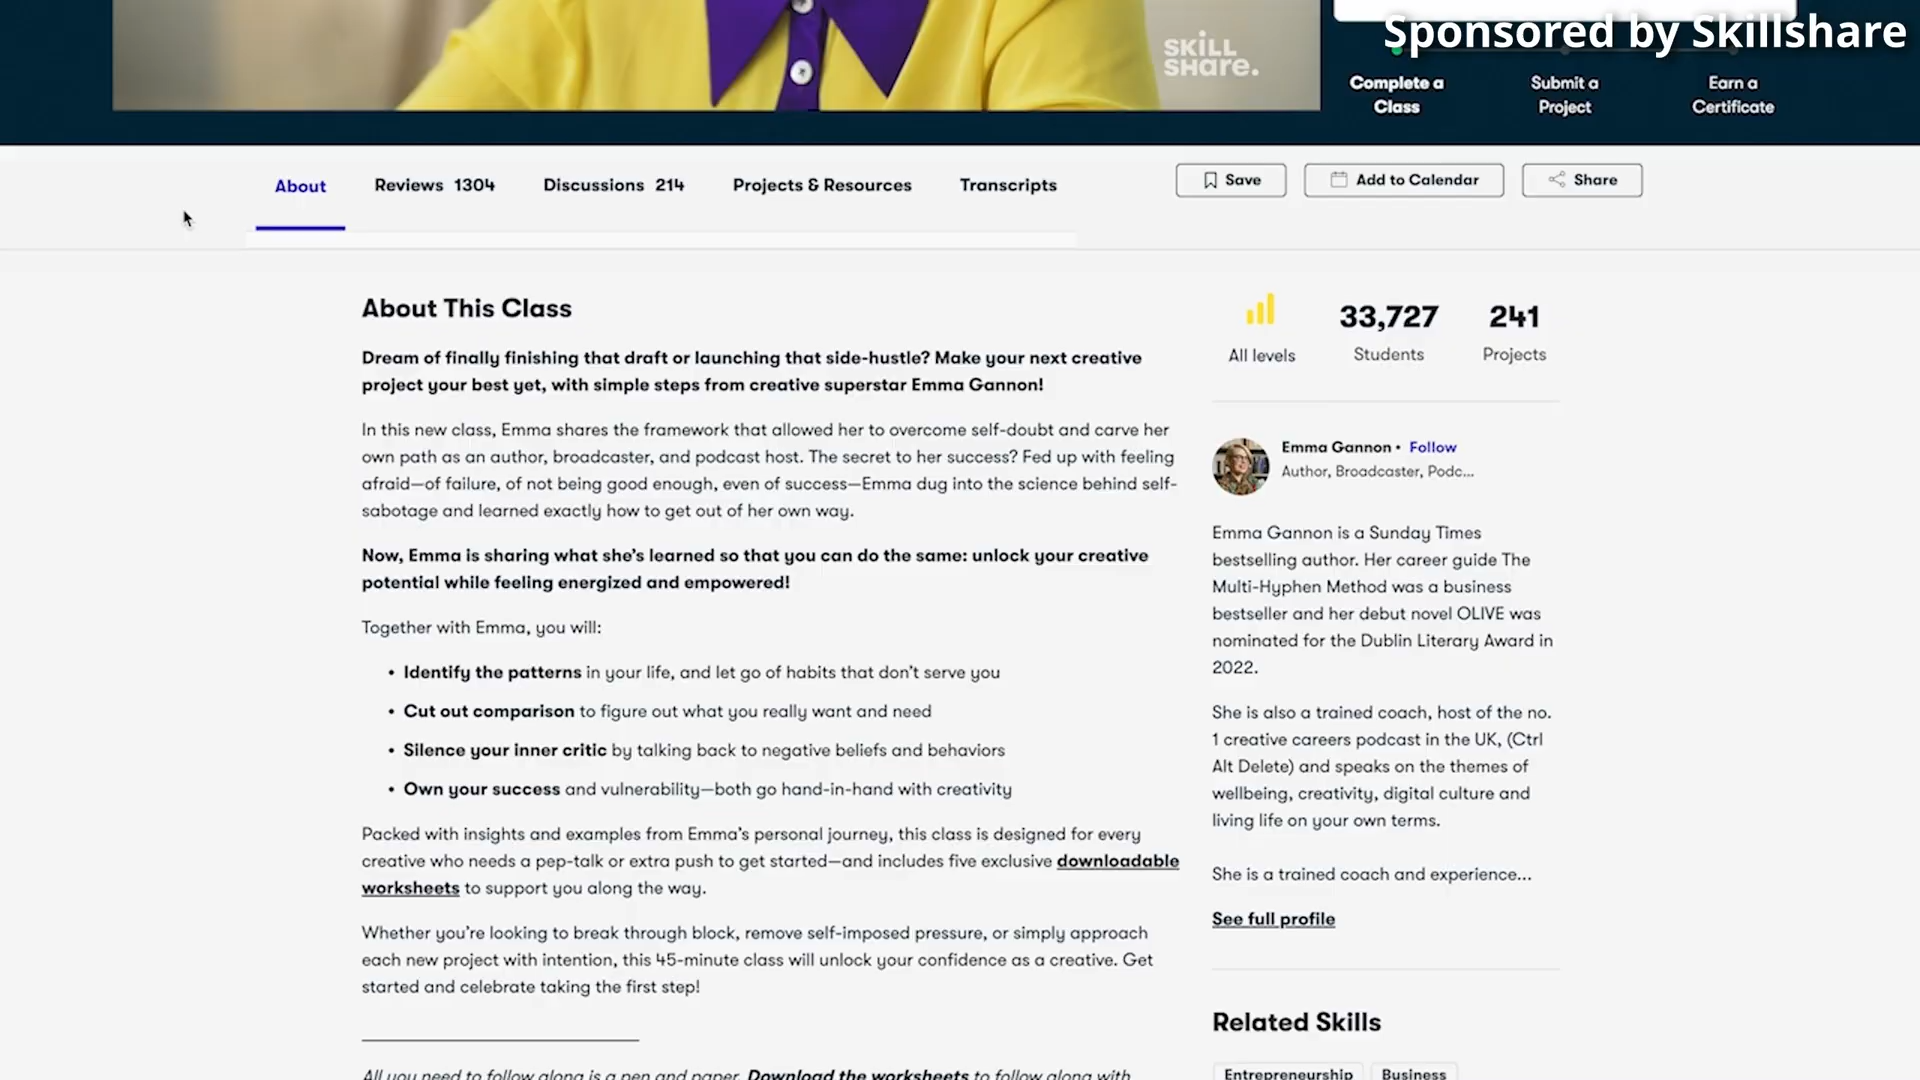 Sponsored by Skillshare
SKILL
SHare.
Complete a
Class
Submit a
Project
Earn a
Certificate
About
Reviews 1304
Discussions 214
Projects & Resources
Transcripts
Save
Add to Calendar
Share
About This Class
Dream of finally finishing that draft or launching that side-hustle? Make your next creative
project your best yet, with simple steps from creative superstar Emma Gannon!
In this new class, Emma shares the framework that allowed her to overcome self-doubt and carve her
own path as an author, broadcaster, and podcast host. The secret to her success? Fed up with feeling
afraid—of failure, of not being good enough, even of success—Emma dug into the science behind self-
sabotage and learned exactly how to get out of her own way.
Now, Emma is sharing what she's learned so that you can do the same: unlock your creative
potential while feeling energized and empowered!
Together with Emma, you will:
• Identify the patterns in your life, and let go of habits that don't serve you
• Cut out comparison to figure out what you really want and need
• Silence your inner critic by talking back to negative beliefs and behaviors
• Own your success and vulnerability—both go hand-in-hand with creativity
Packed with insights and examples from Emma's personal journey, this class is designed for every
creative who needs a pep-talk or extra push to get started—and includes five exclusive downloadable
worksheets to support you along the way.
Whether you're looking to break through block, remove self-imposed pressure, or simply approach
each new project with intention, this 45-minute class will unlock your confidence as a creative. Get
started and celebrate taking the first step!
All you need to follow along is a pen and paper. Download the worksheets to follow along with
All levels
33,727
Students
241
Projects
Emma Gannon • Follow
Author, Broadcaster, Podc...
Emma Gannon is a Sunday Times
bestselling author. Her career guide The
Multi-Hyphen Method was a business
bestseller and her debut novel OLIVE was
nominated for the Dublin Literary Award in
2022.
She is also a trained coach, host of the no.
1 creative careers podcast in the UK, (Ctrl
Alt Delete) and speaks on the themes of
wellbeing, creativity, digital culture and
living life on your own terms.
She is a trained coach and experience...
See full profile
Related Skills
Entrepreneurship
Business